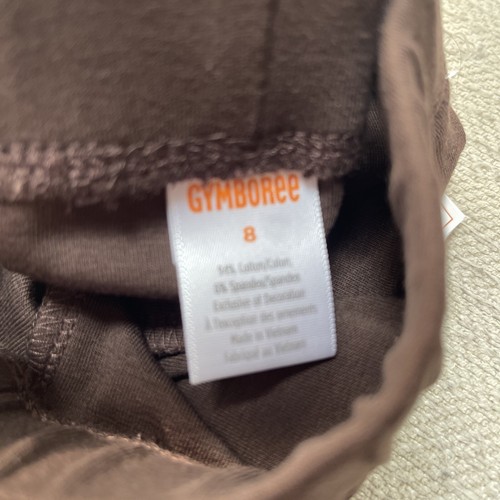 GYMBOREE
8
94% Cotton/Coton,
6% Spandex/Spandex
Exclusive of Decoration
À l'exception des ornements
Made in Vietnam
Fabriqué au Vietnam